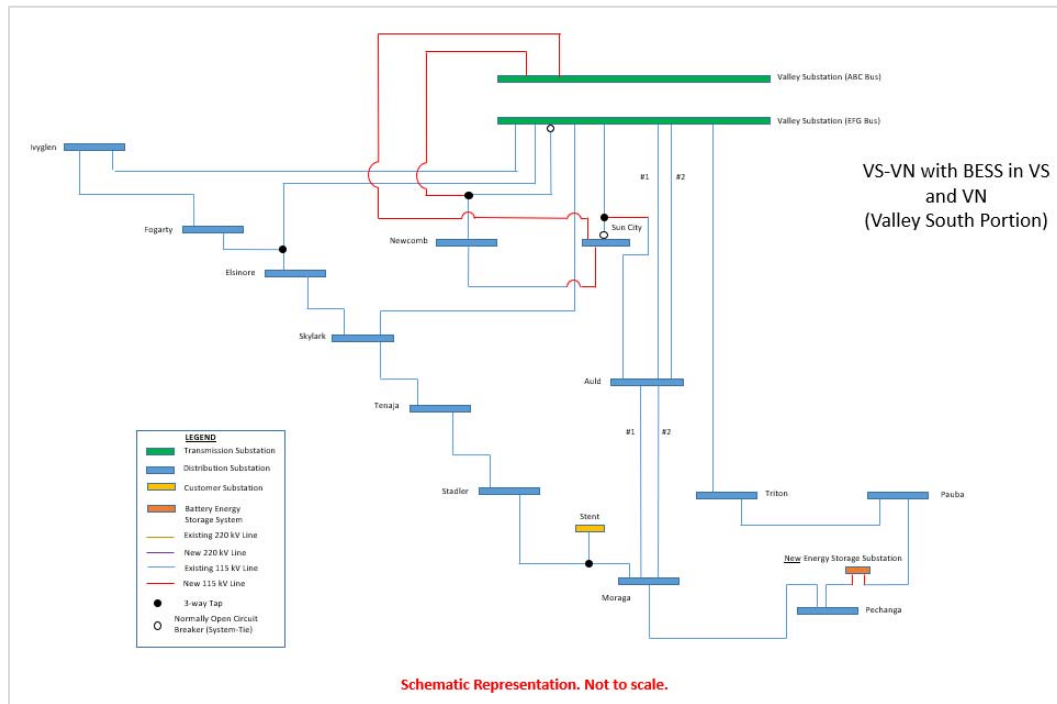 Valley Substation (ABC Bus)
Valley Substation (EFG Bus)
Ivyglen
VS-VN with BESS in VS
and VN
(Valley South Portion)
#1
#2
Fogarty
Newcomb
Sun City
Elsinore
Skylark
Auld
Tenaja
#1
#2
LEGEND
Transmission Substation
Distribution Substation
Customer Substation
Battery Energy
Storage System
Existing 220 kV Line
New 220 kV Line
Existing 115 kV Line
New 115 kV Line
3-way Tap
Normally Open Circuit
Breaker (System-Tie)
Stadler
Triton
Pauba
Stent
New Energy Storage Substation
Moraga
Pechanga
Schematic Representation. Not to scale.